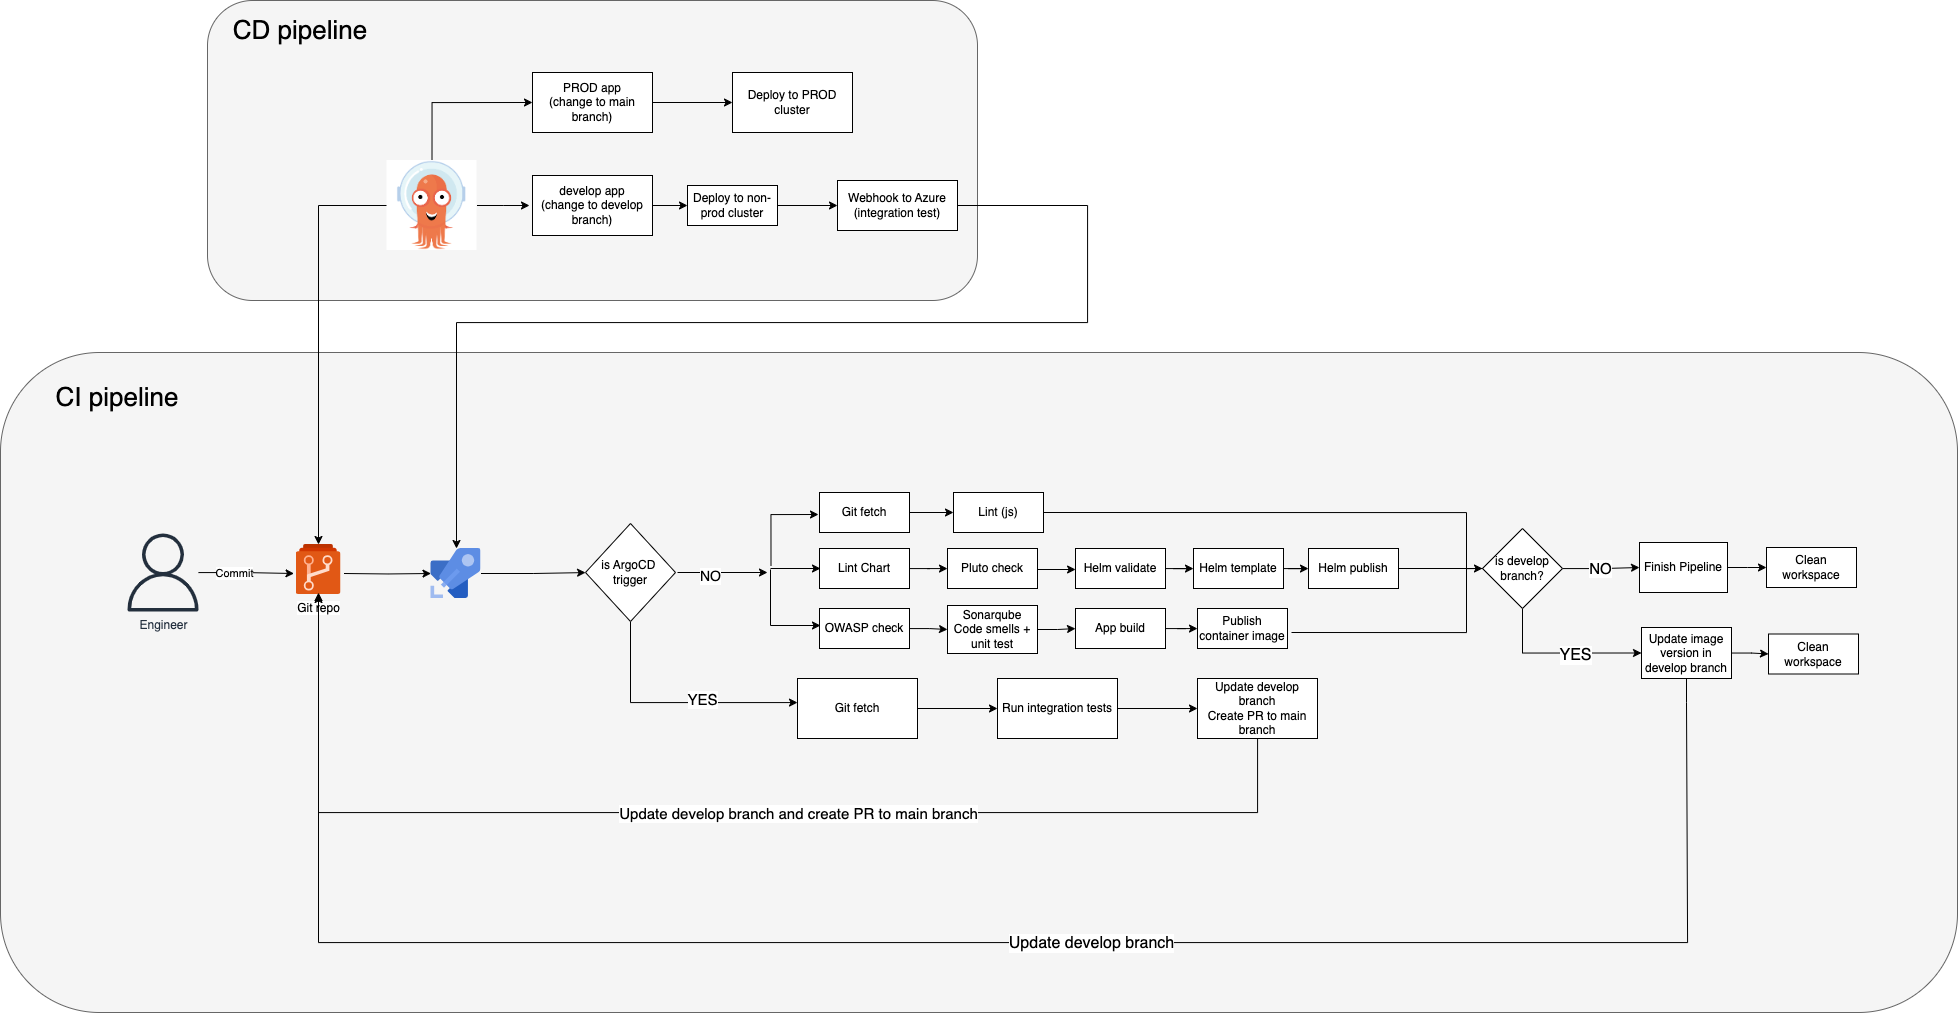 CD pipeline
PROD app
(change to main
branch)
Deploy to PROD
cluster
develop app
(change to develop
branch)
Deploy to non-
prod cluster
Webhook to Azure
(integration test)
CI pipeline
Engineer
Commit
Git repo
is ArgoCD
trigger
NO
Git fetch
Lint (js)
Lint Chart
Pluto check
Helm validate
Helm template
Helm publish
OWASP check
Sonarqube
Code smells +
unit test
App build
Publish
container image
is develop
branch?
NO
Finish Pipeline
Clean
workspace
YES
Update image
version in
develop branch
Clean
workspace
YES
Git fetch
Run integration tests
Update develop
branch
Create PR to main
branch
Update develop branch and create PR to main branch
Update develop branch